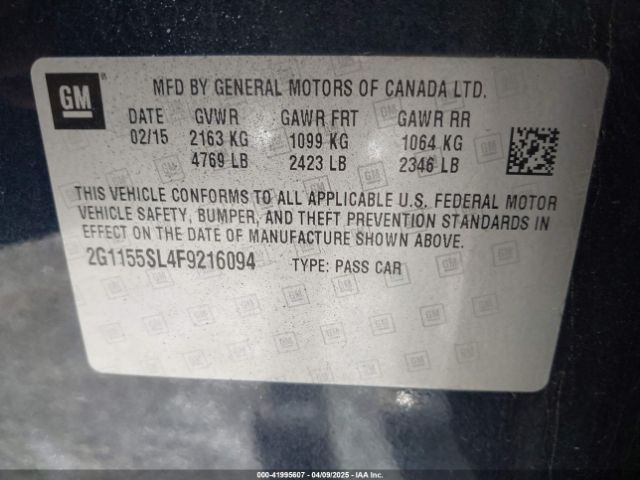 GM
MFD BY GENERAL MOTORS OF CANADA LTD.
DATE GVWR GAWR FRT GAWR RR
02/15 2163 KG 1099 KG 1064 KG
4769 LB 2423 LB 2346 LB
THIS VEHICLE CONFORMS TO ALL APPLICABLE U.S. FEDERAL MOTOR
VEHICLE SAFETY, BUMPER, AND THEFT PREVENTION STANDARDS IN
EFFECT ON THE DATE OF MANUFACTURE SHOWN ABOVE.
2G1155SL4F9216094 TYPE: PASS CAR
000-41995607 - 04/09/2025 - IAA Inc.